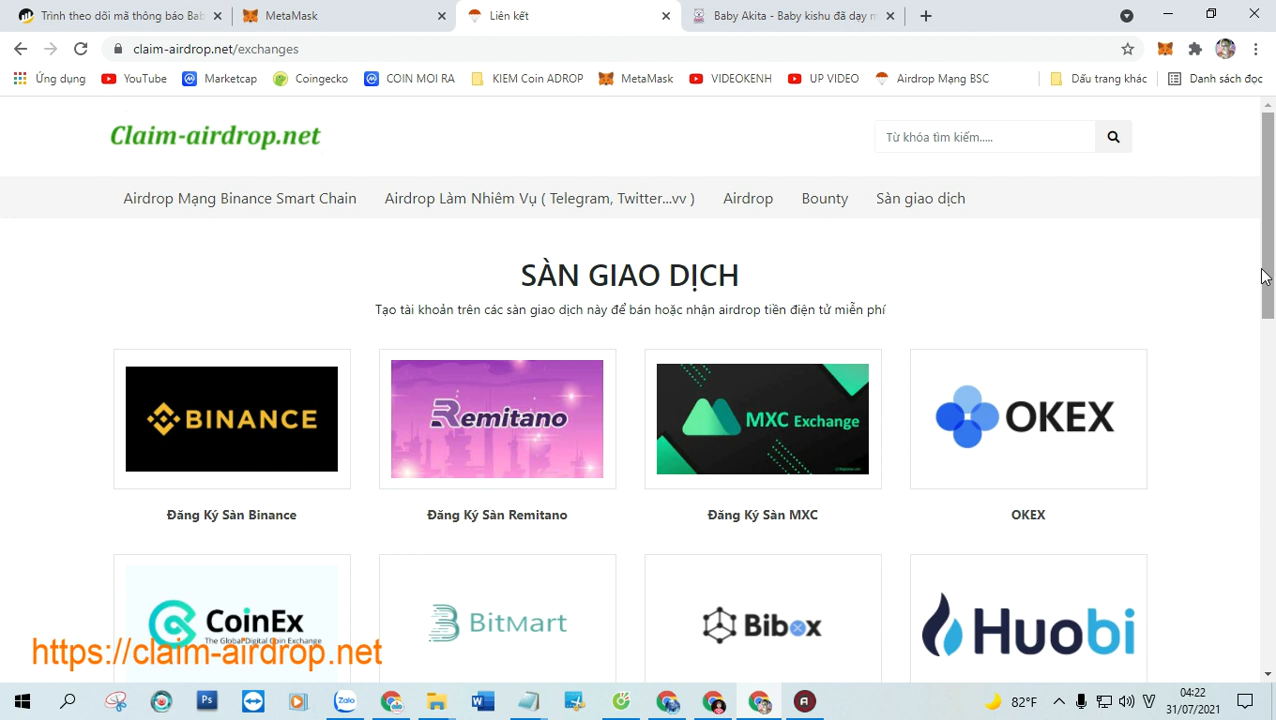 Trình theo dõi mã thông báo Bab
MetaMask
Liên kết
Baby Akita - Baby kishu đã dạy m
claim-airdrop.net/exchanges
Ứng dụng
YouTube
Marketcap
Coingecko
COIN MOI RA
KIEM Coin ADROP
MetaMask
VIDEOKENH
UP VIDEO
Airdrop Mạng BSC
Dấu trang khác
Danh sách đọc
Claim-airdrop.net
Từ khóa tìm kiếm.....
Airdrop Mạng Binance Smart Chain
Airdrop Làm Nhiêm Vụ ( Telegram, Twitter...vv )
Airdrop
Bounty
Sàn giao dịch
SÀN GIAO DỊCH
Tạo tài khoản trên các sàn giao dịch này để bán hoặc nhận airdrop tiền điện tử miễn phí
BINANCE
Remitano
MXC Exchange
OKEX
Đăng Ký Sàn Binance
Đăng Ký Sàn Remitano
Đăng Ký Sàn MXC
OKEX
CoinEx
The Global Digital Coin Exchange
BitMart
Bibox
Huobi
https://claim-airdrop.net
Ps
Zalo
82°F
V
04:22
31/07/2021